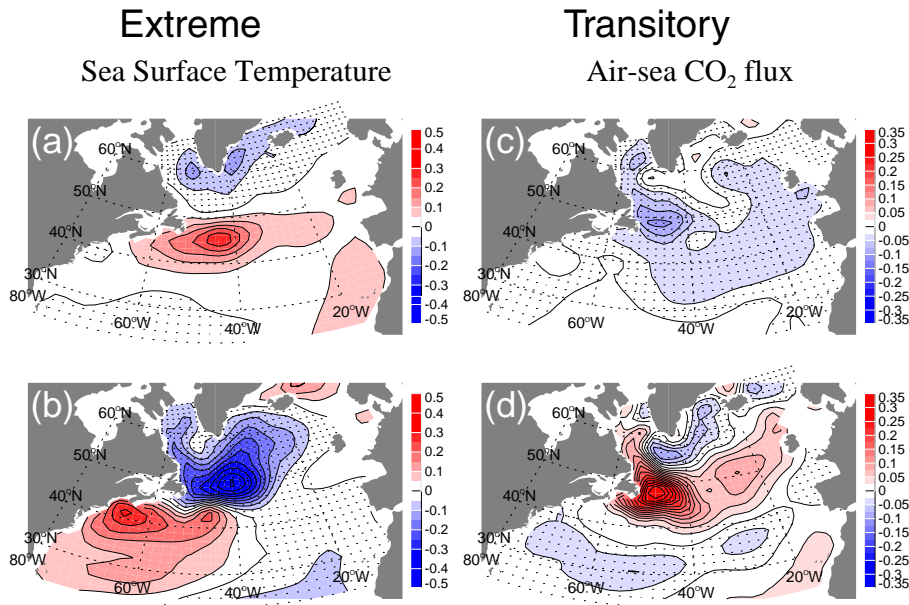 Extreme
Transitory
Sea Surface Temperature
Air-sea CO₂ flux
(a)
60°N
50°N
40°N
30°N
80°W
60°W
40°W
20°W
0.5
0.4
0.3
0.2
0.1
0
-0.1
-0.2
-0.3
-0.4
-0.5
(c)
60°N
50°N
40°N
30°N
80°W
60°W
40°W
20°W
0.35
0.3
0.25
0.2
0.15
0.1
0.05
0
-0.05
-0.1
-0.15
-0.2
-0.25
-0.3
-0.35
(b)
60°N
50°N
40°N
30°N
80°W
60°W
40°W
20°W
0.5
0.4
0.3
0.2
0.1
0
-0.1
-0.2
-0.3
-0.4
-0.5
(d)
60°N
50°N
40°N
30°N
80°W
60°W
40°W
20°W
0.35
0.3
0.25
0.2
0.15
0.1
0.05
0
-0.05
-0.1
-0.15
-0.2
-0.25
-0.3
-0.35